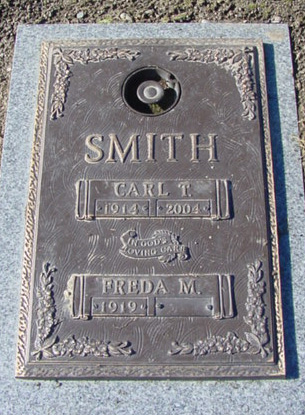 SMITH
CARL T.
1914 2004
IN GOD'S
LOVING CARE
FREDA M.
1919